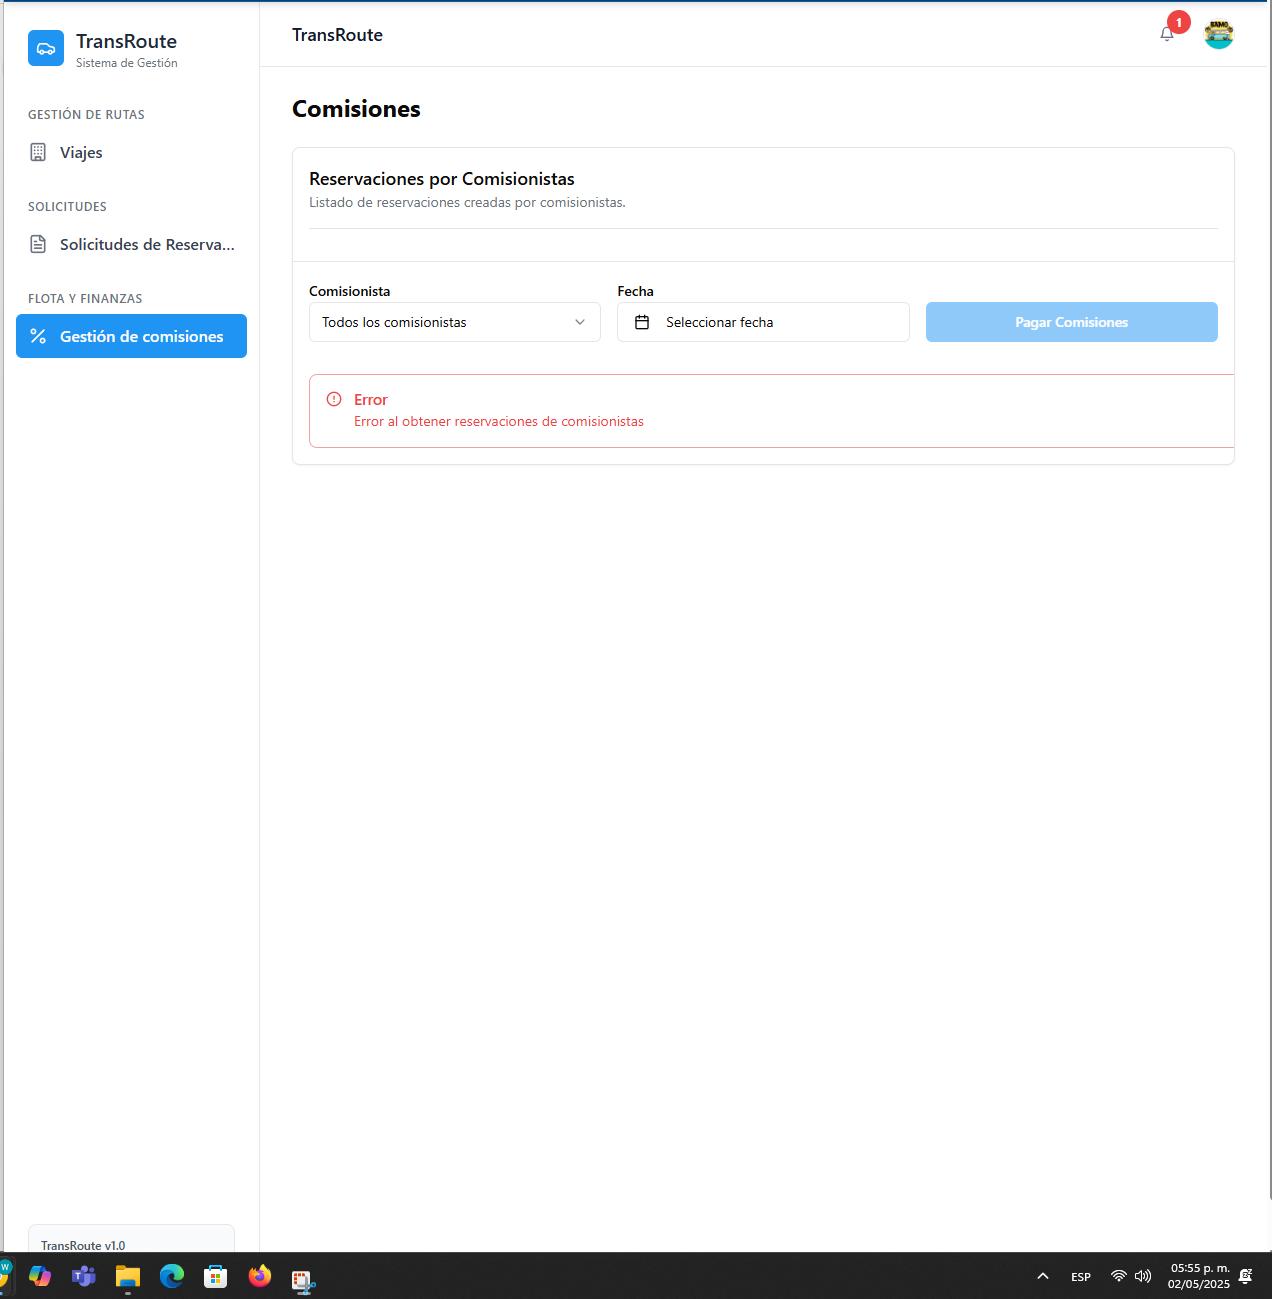 TransRoute
Sistema de Gestión
TransRoute
1
SAMO
GESTIÓN DE RUTAS
Viajes
SOLICITUDES
Solicitudes de Reserva...
FLOTA Y FINANZAS
Gestión de comisiones
Comisiones
Reservaciones por Comisionistas
Listado de reservaciones creadas por comisionistas.
Comisionista
Todos los comisionistas
Fecha
Seleccionar fecha
Pagar Comisiones
Error
Error al obtener reservaciones de comisionistas
TransRoute v1.0
W
ESP
05:55 p. m.
02/05/2025